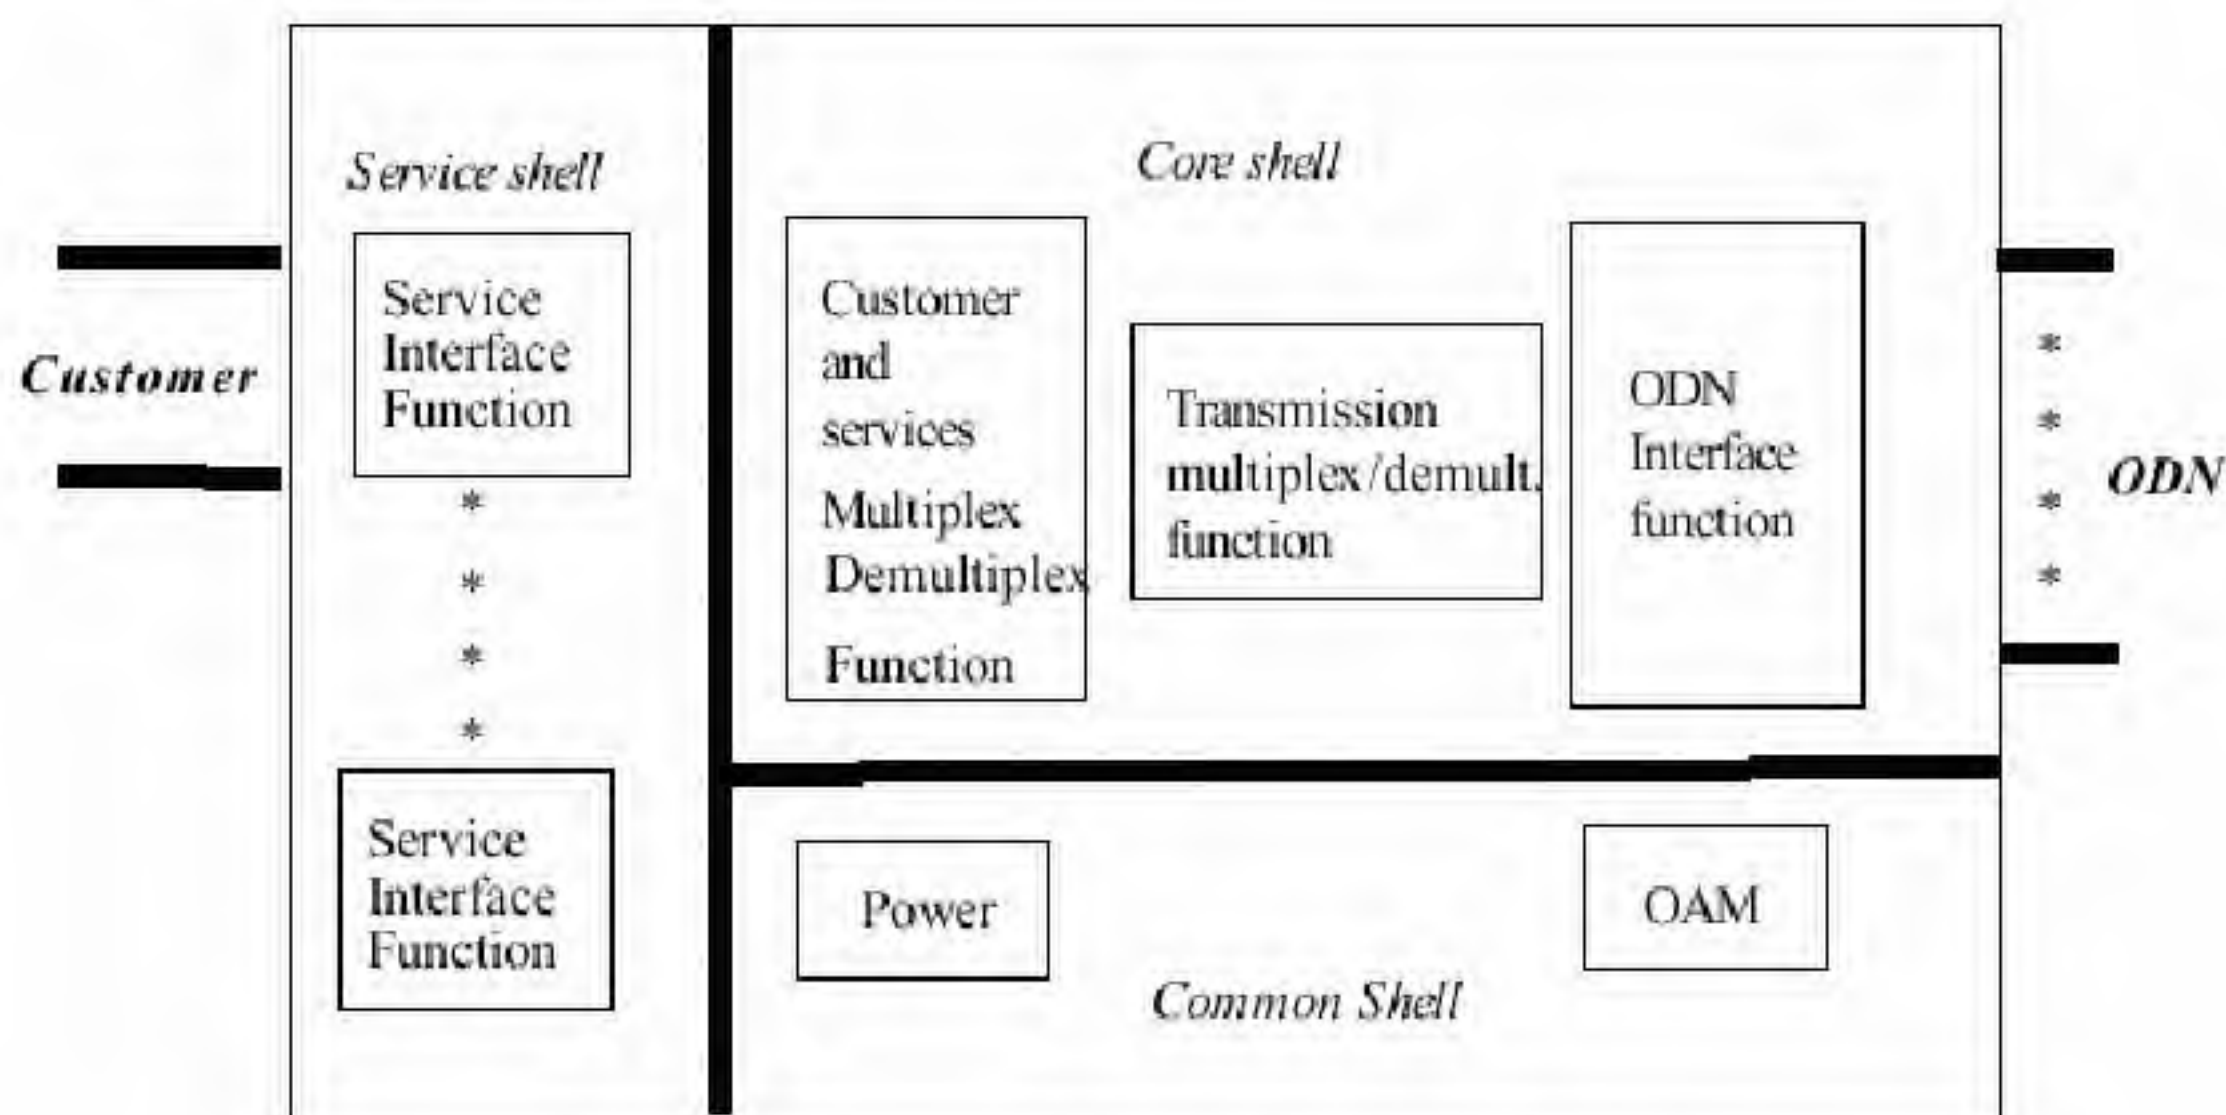 Service shell
Core shell
Customer
Service
Interface
Function
*
*
*
*
Service
Interface
Function
Customer
and
services
Multiplex
Demultiplex
Function
Transmission
multiplex/demult.
function
ODN
Interface
function
*
*
*
*
ODN
Power
OAM
Common Shell